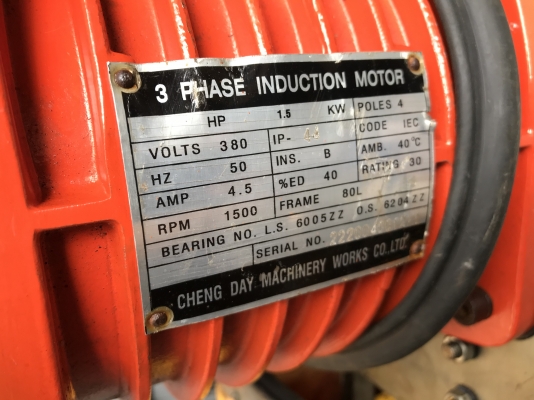 3 PHASE INDUCTION MOTOR
HP 1.5 KW POLES 4
VOLTS 380 IP-44 CODE IEC
HZ 50 INS. B AMB. 40°C
AMP 4.5 %ED 40 RATING 30
RPM 1500 FRAME 80L
BEARING NO. L.S. 6005ZZ O.S. 6204ZZ
SERIAL NO.
CHENG DAY MACHINERY WORKS CO.,LTD.